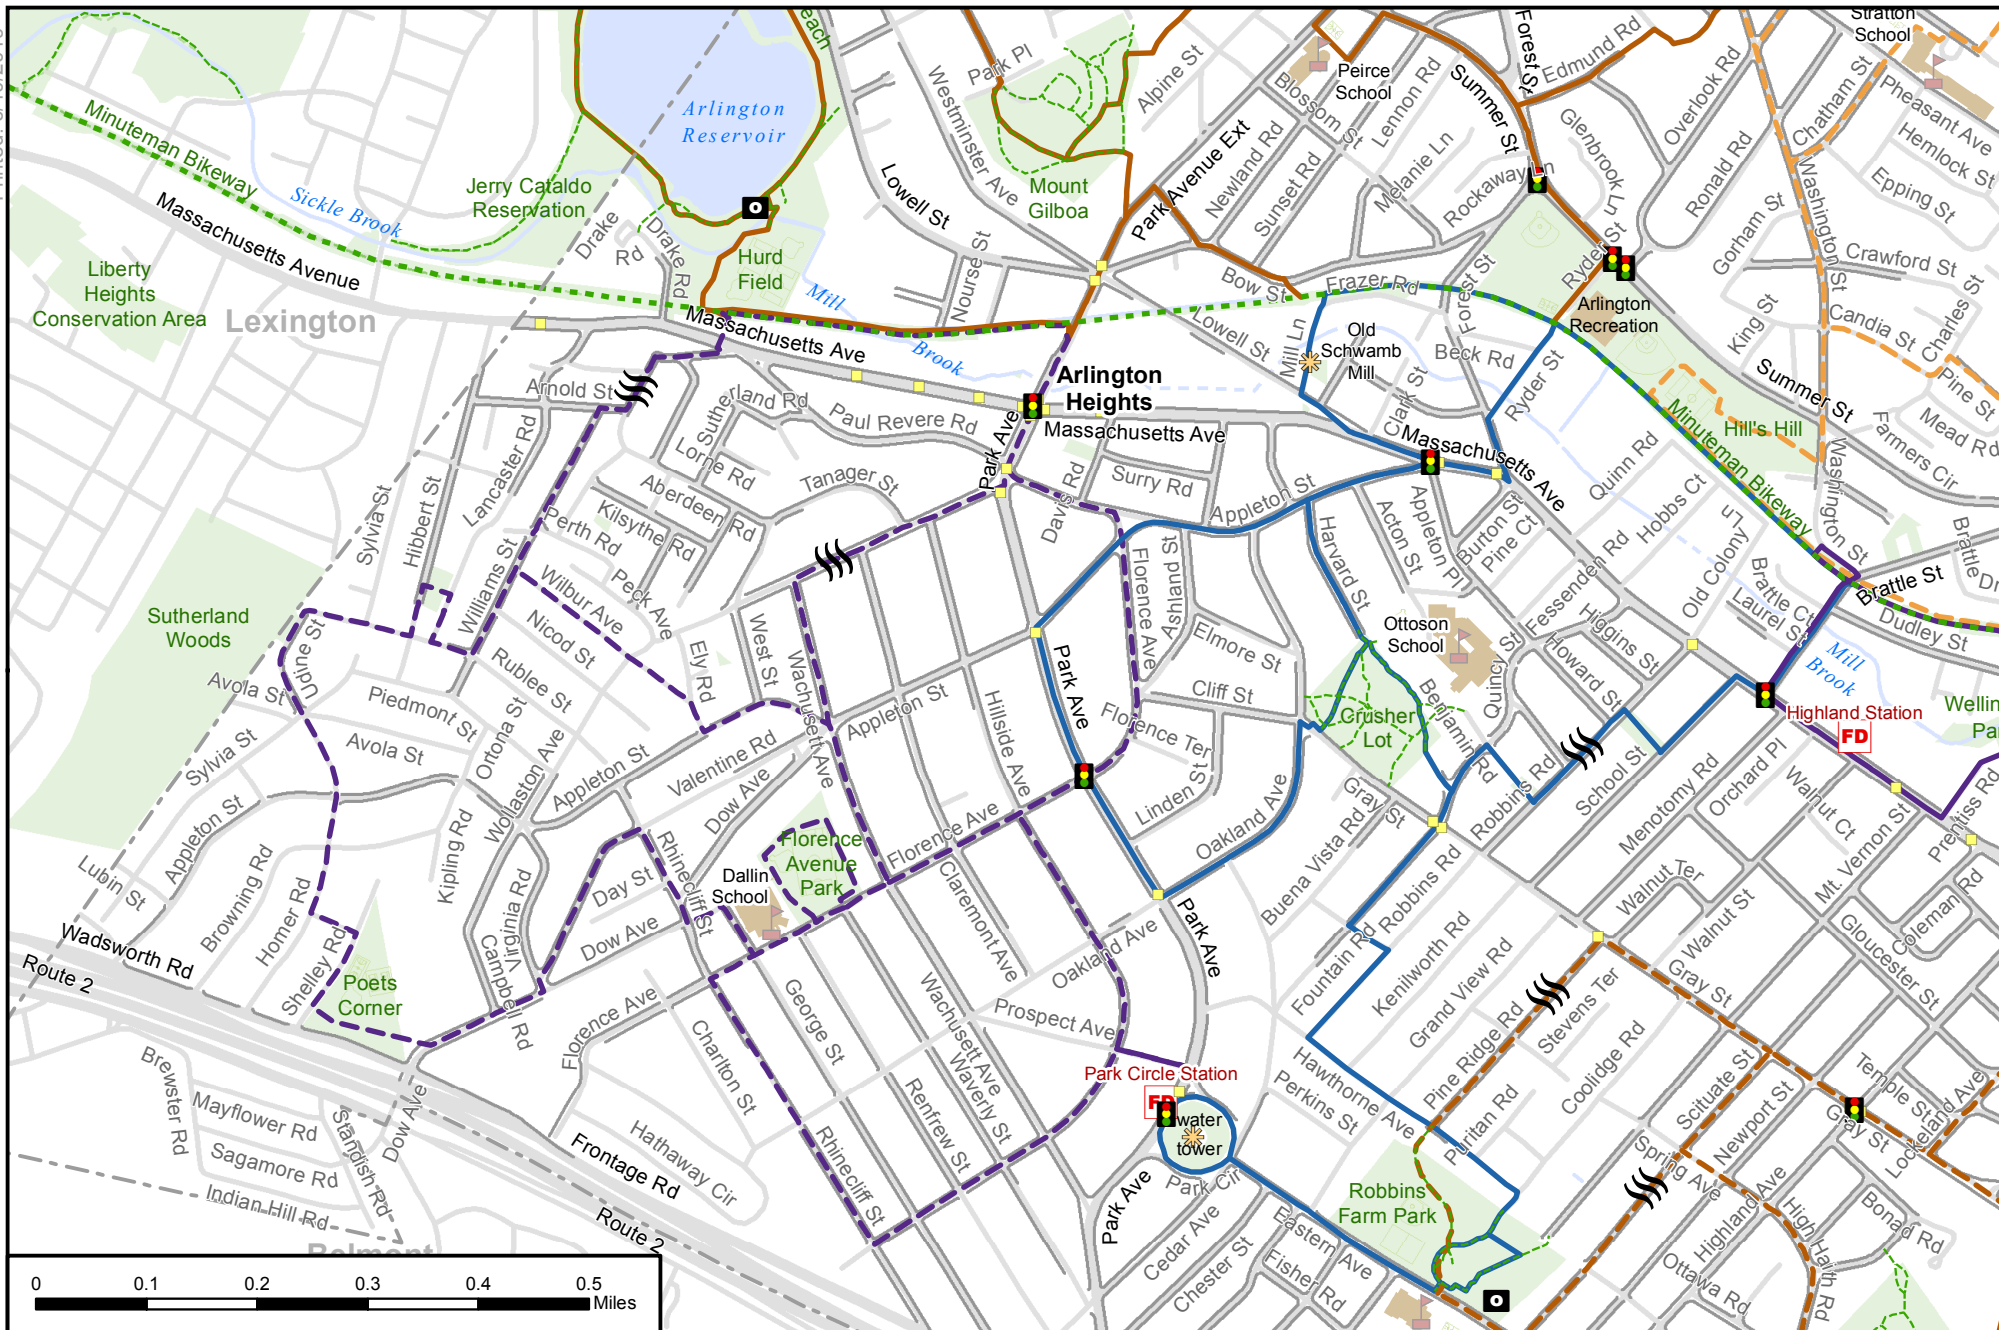 Stratton
School
Forest St
Edmund Rd
Park Pl
Alpine St
Peirce
School
Summer St
Overlook Rd
Chatham St
Pheasant Ave
Hemlock St
Epping St
Minuteman Bikeway
Arlington
Reservoir
Westminster Ave
Blossom St
Lennon Rd
Glenbrook Ln
Ronald Rd
Washington St
Massachusetts Avenue
Sickle Brook
Jerry Cataldo
Reservation
Lowell St
Mount
Gilboa
Park Avenue Ext
Newland Rd
Sunset Rd
Melanie Ln
Rockaway Ln
Gorham St
Crawford St
Drake
Rd
Drake Rd
Hurd
Field
Nourse St
Bow St
Frazer Rd
Forest St
Ryder St
Arlington
Recreation
King St
Candia St
Charles St
Liberty
Heights
Conservation Area
Lexington
Mill
Brook
Massachusetts Ave
Lowell St
Mill Ln
Old
Schwamb
Mill
Beck Rd
Ryder St
Summer St
Pine St
Mead Rd
Farmers Cir
Arnold St
Sutherland Rd
Paul Revere Rd
Arlington
Heights
Massachusetts Ave
Park Ave
Clark St
Massachusetts Ave
Minuteman Bikeway
Hill's Hill
Washington St
Lancaster Rd
Lorne Rd
Tanager St
Davis Rd
Surry Rd
Appleton St
Quinn Rd
Hobbs Ct
Sylvia St
Hibbert St
Aberdeen Rd
Kilsythe Rd
Perth Rd
Harvard St
Acton St
Appleton Pl
Burton St
Pine Ct
Fessenden Rd
Old Colony Ln
Brattle St
Brattle
Dr
Brattle Ct
Laurel St
Dudley St
Sutherland
Woods
Williams St
Wilbur Ave
Peck Ave
Nicod St
Rublee St
Ely Rd
West St
Wachusett Ave
Florence Ave
Ashland St
Elmore St
Cliff St
Ottoson
School
Quincy St
Higgins St
Howard St
Mill
Brook
Upline St
Avola St
Piedmont St
Ortona St
Appleton St
Hillside Ave
Park Ave
Florence Ter
Crusher
Lot
Benjamin Rd
Highland Station
FD
Sylvia St
Avola St
Wollaston Ave
Appleton St
Valentine Rd
Dow Ave
Florence Ave
Linden St
Oakland Ave
Gray St
Robbins Rd
School St
Menotomy Rd
Orchard Pl
Walnut Ct
Mt. Vernon St
Prentiss Rd
Appleton St
Lubin St
Browning Rd
Homer Rd
Kipling Rd
Virginia Rd
Day St
Dow Ave
Rhinecliff St
Dallin
School
Florence
Avenue
Park
Claremont Ave
Park Ave
Buena Vista Rd
Robbins Rd
Walnut Ter
Walnut St
Gloucester St
Coleman Rd
Wadsworth Rd
Route 2
Shelley Rd
Poets
Corner
Campbell Rd
Florence Ave
George St
Wachusett Ave
Oakland Ave
Prospect Ave
Fountain Rd
Kenilworth Rd
Grand View Rd
Pine Ridge Rd
Stevens Ter
Gray St
Charlton St
Waverly St
Renfrew St
Park Circle Station
FD
water
tower
Hawthorne Ave
Perkins St
Puritan Rd
Coolidge Rd
Scituate St
Newport St
Temple St
Gray St
Lockeland Ave
Brewster Rd
Mayflower Rd
Sagamore Rd
Indian Hill Rd
Standish Rd
Dow Ave
Frontage Rd
Hathaway Cir
Rhinecliff St
Park Ave
Park Cir
Robbins
Farm Park
Spring Ave
Highland Ave
High Haith Rd
Bonad Rd
Route 2
Cedar Ave
Chester St
Eastern Ave
Fisher Rd
Ottawa Rd
0 0.1 0.2 0.3 0.4 0.5
Miles